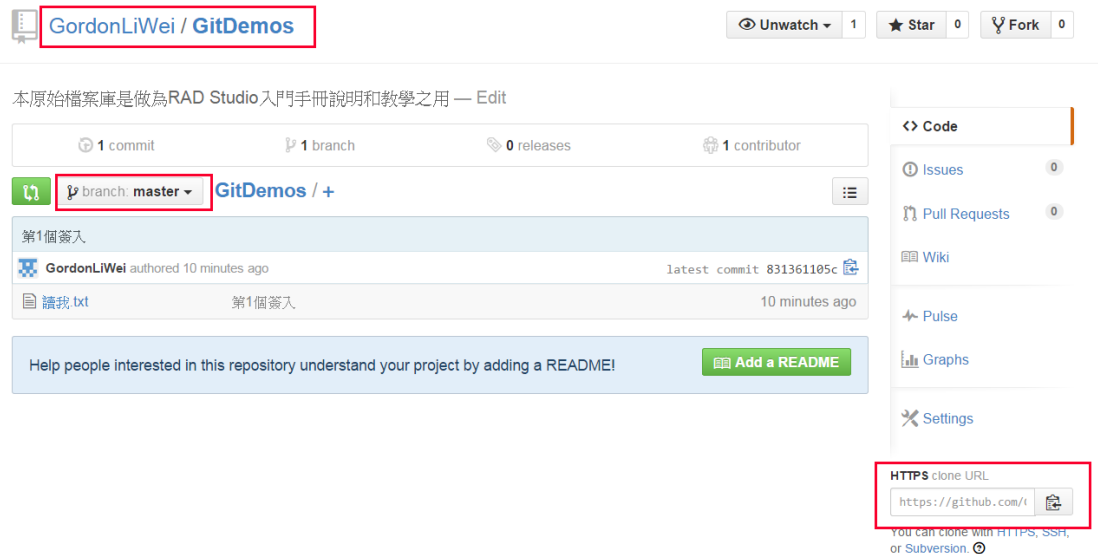 GordonLiWei / GitDemos
Unwatch 1 Star 0 Fork 0
本原始檔案庫是做為RAD Studio入門手冊說明和教學之用 — Edit
1 commit 1 branch 0 releases 1 contributor
branch: master GitDemos / +
第1個簽入
GordonLiWei authored 10 minutes ago latest commit 831361105c
讀我.txt 第1個簽入 10 minutes ago
Help people interested in this repository understand your project by adding a README! Add a README
Code
Issues 0
Pull Requests 0
Wiki
Pulse
Graphs
Settings
HTTPS clone URL
https://github.com/
You can clone with HTTPS, SSH,
or Subversion.